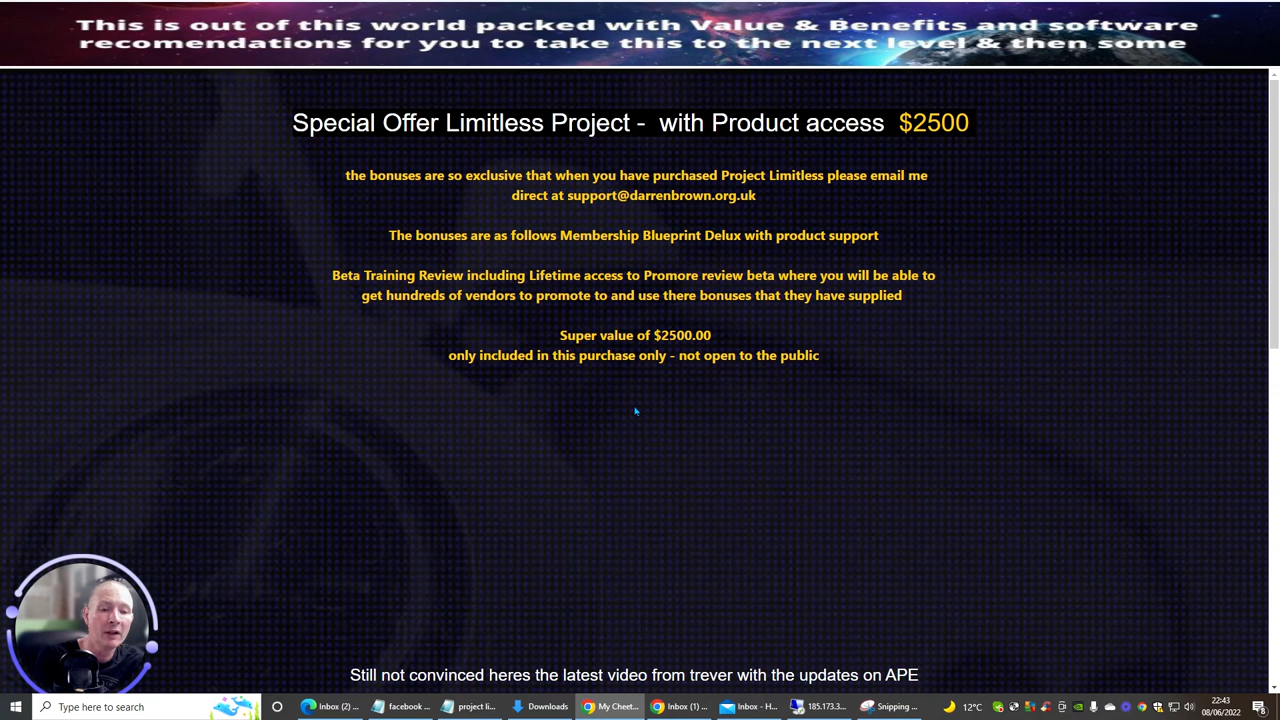 This is out of this world packed with Value & Benefits and software
recomendations for you to take this to the next level & then some
Special Offer Limitless Project -  with Product access  $2500
the bonuses are so exclusive that when you have purchased Project Limitless please email me
direct at support@darrenbrown.org.uk
The bonuses are as follows Membership Blueprint Delux with product support
Beta Training Review including Lifetime access to Promore review beta where you will be able to
get hundreds of vendors to promote to and use there bonuses that they have supplied
Super value of $2500.00
only included in this purchase only - not open to the public
Still not convinced heres the latest video from trever with the updates on APE
Type here to search
Inbox (2) ...
facebook ...
project li...
Downloads
My Cheet...
Inbox (1) ...
Inbox - H...
185.173.3...
Snipping ...
12°C
22:43
08/06/2022